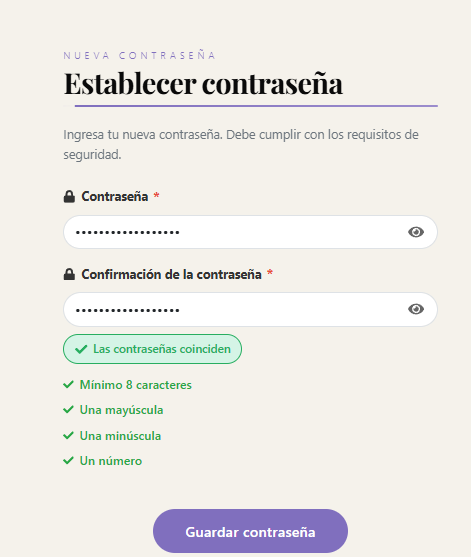 NUEVA CONTRASEÑA
Establecer contraseña
Ingresa tu nueva contraseña. Debe cumplir con los requisitos de
seguridad.
Contraseña *
••••••••••••••••••
Confirmación de la contraseña *
••••••••••••••••••
Las contraseñas coinciden
Mínimo 8 caracteres
Una mayúscula
Una minúscula
Un número
Guardar contraseña